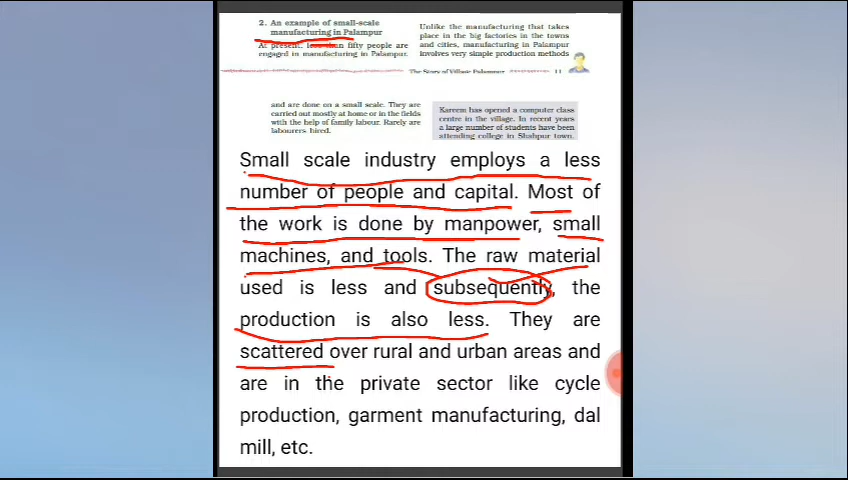 2. An example of small-scale
manufacturing in Palampur
At present, less than fifty people are
engaged in manufacturing in Palampur.
Unlike the manufacturing that takes
place in the big factories in the towns
and cities, manufacturing in Palampur
involves very simple production methods
The Story of Village Palampur 11
and are done on a small scale. They are
carried out mostly at home or in the fields
with the help of family labour. Rarely are
labourers hired.
Kareem has opened a computer class
centre in the village. In recent years
a large number of students have been
attending college in Shahpur town.
Small scale industry employs a less
number of people and capital. Most of
the work is done by manpower, small
machines, and tools. The raw material
used is less and subsequently, the
production is also less. They are
scattered over rural and urban areas and
are in the private sector like cycle
production, garment manufacturing, dal
mill, etc.